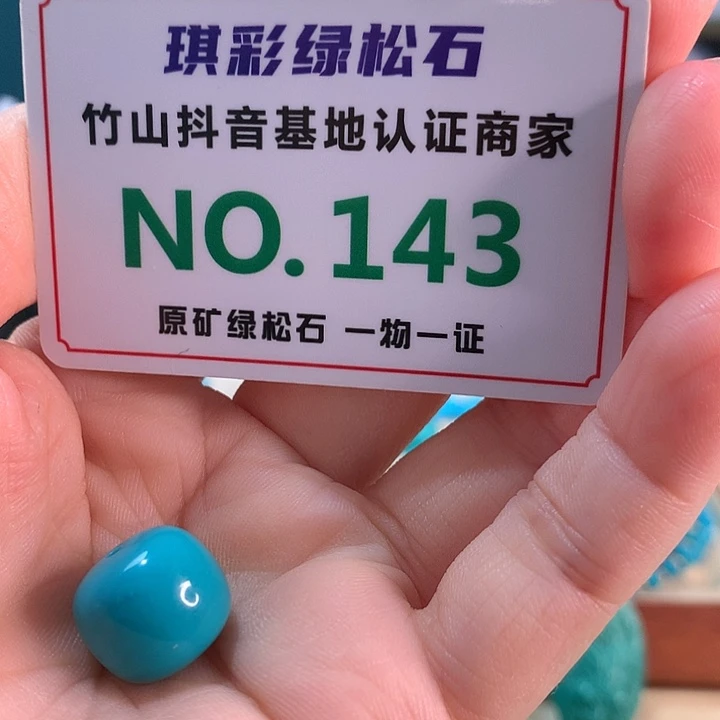 琪彩绿松石
竹山抖音基地认证商家
NO.143
原矿绿松石 一物一证